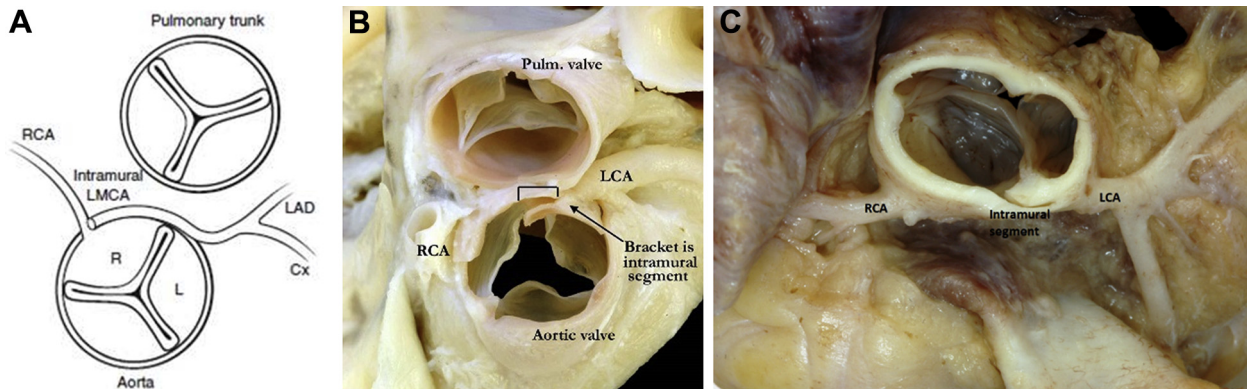 A
Pulmonary trunk
RCA
Intramural
LMCA
LAD
R
L
Cx
Aorta
B
Pulm. valve
LCA
RCA
Bracket is
intramural
segment
Aortic valve
C
RCA
LCA
Intramural
segment